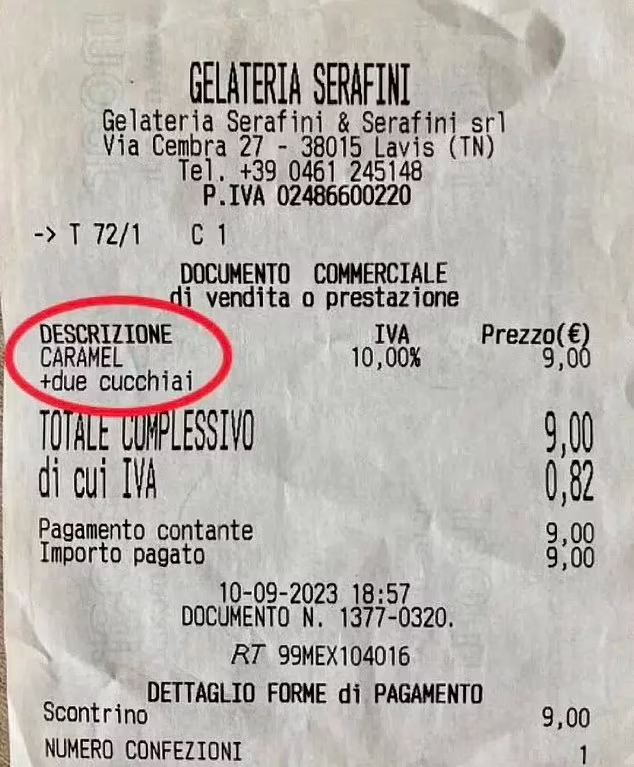 GELATERIA SERAFINI
Gelateria Serafini & Serafini srl
Via Cembra 27 - 38015 Lavis (TN)
Tel. +39 0461 245148
P.IVA 02486600220
-> T 72/1 C 1
DOCUMENTO COMMERCIALE
di vendita o prestazione
DESCRIZIONE IVA Prezzo(€)
CARAMEL 10,00% 9,00
+due cucchiai
TOTALE COMPLESSIVO 9,00
di cui IVA 0,82
Pagamento contante 9,00
Importo pagato 9,00
10-09-2023 18:57
DOCUMENTO N. 1377-0320.
RT 99MEX104016
DETTAGLIO FORME di PAGAMENTO
Scontrino 9,00
NUMERO CONFEZIONI 1